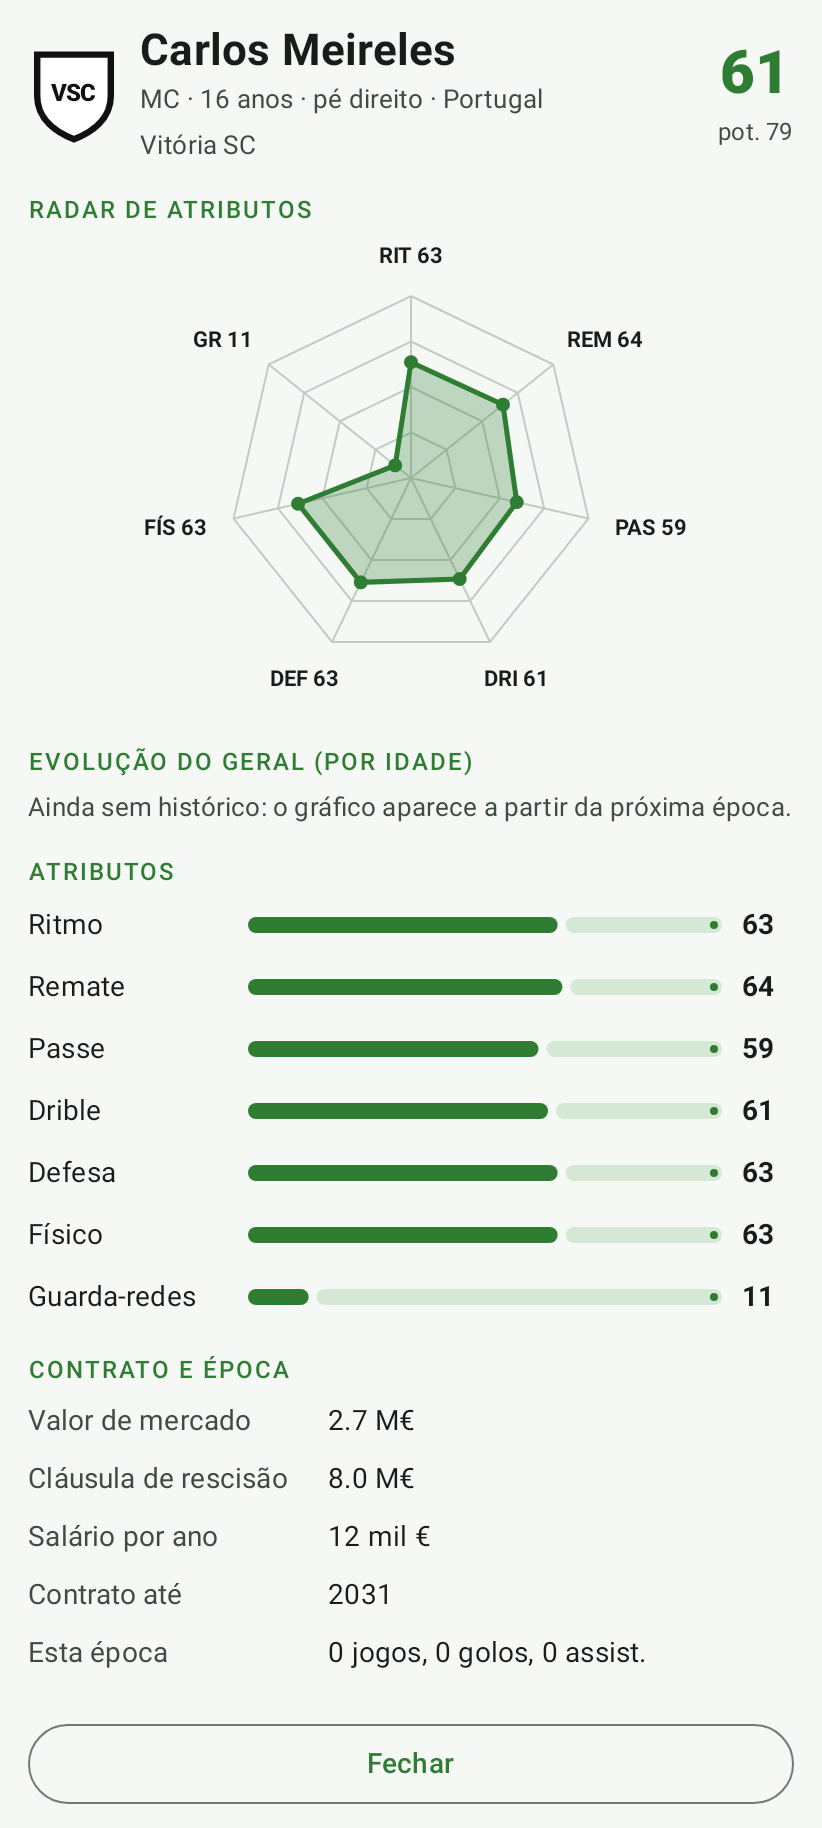 VSC
Carlos Meireles
MC · 16 anos · pé direito · Portugal
Vitória SC
61
pot. 79
RADAR DE ATRIBUTOS
RIT 63
GR 11
REM 64
FÍS 63
PAS 59
DEF 63
DRI 61
EVOLUÇÃO DO GERAL (POR IDADE)
Ainda sem histórico: o gráfico aparece a partir da próxima época.
ATRIBUTOS
Ritmo 63
Remate 64
Passe 59
Drible 61
Defesa 63
Físico 63
Guarda-redes 11
CONTRATO E ÉPOCA
Valor de mercado 2.7 M€
Cláusula de rescisão 8.0 M€
Salário por ano 12 mil €
Contrato até 2031
Esta época 0 jogos, 0 golos, 0 assist.
Fechar